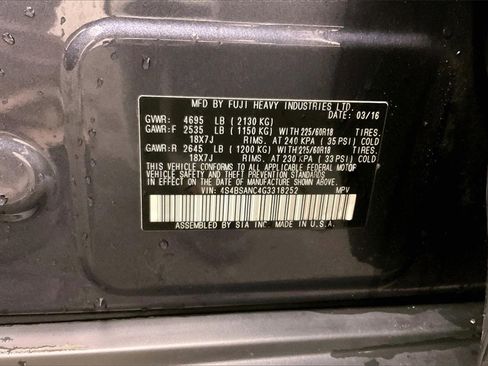 MFD BY FUJI HEAVY INDUSTRIES LTD.
03/16
GVWR: 4695 LB (2130 KG)
GAWR:F 2535 LB (1150 KG) WITH 225/60R18 TIRES.
18X7J RIMS. AT 240 KPA (35 PSI) COLD
GAWR:R 2645 LB (1200 KG) WITH 225/60R18 TIRES.
18X7J RIMS. AT 230 KPA (33 PSI) COLD
THIS VEHICLE CONFORMS TO ALL APPLICABLE FEDERAL MOTOR
VEHICLE SAFETY AND THEFT PREVENTION STANDARDS
IN EFFECT ON THE DATE OF MANUFACTURE SHOWN ABOVE.
VIN: 4S4BSANC4G3318252 MPV
ASSEMBLED BY SIA INC. MADE IN U.S.A.